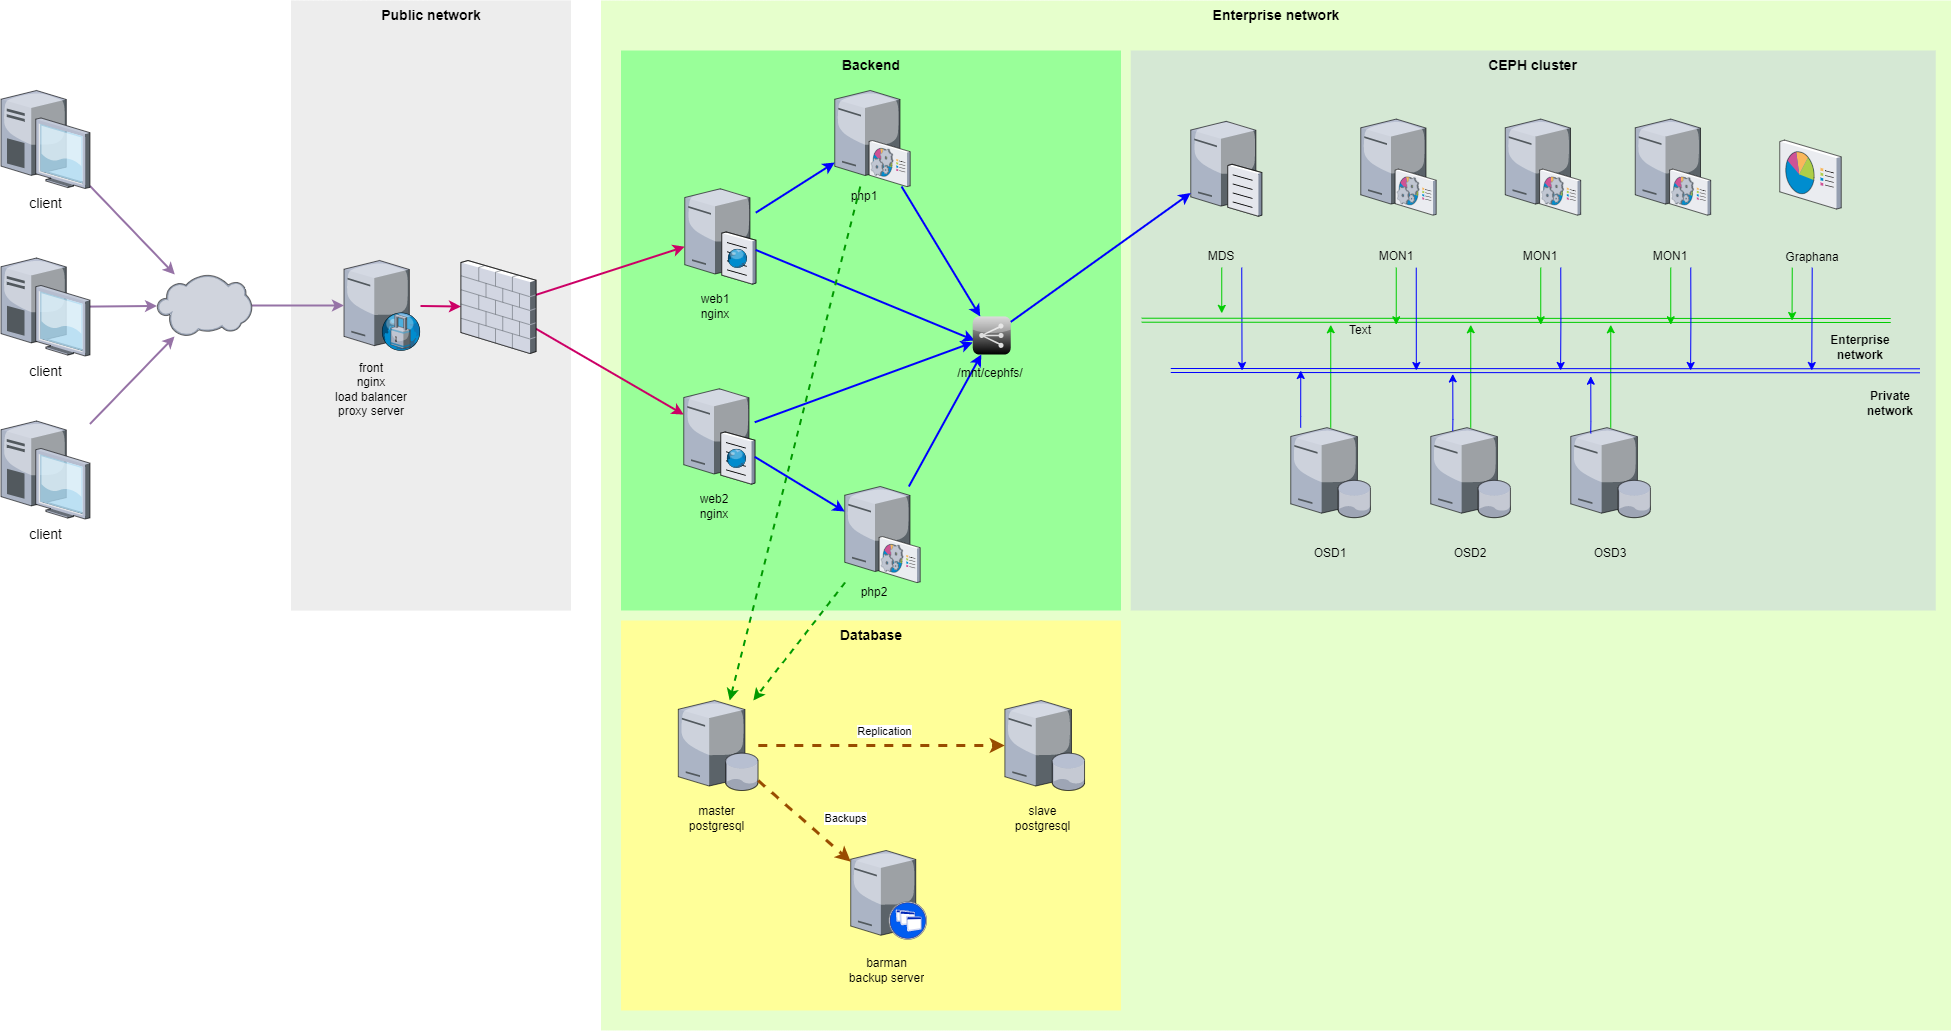 Public network
Enterprise network
Backend
CEPH cluster
client
client
client
front
nginx
load balancer
proxy server
php1
web1
nginx
web2
nginx
php2
/mnt/cephfs/
MDS
MON1
MON1
MON1
Graphana
Text
Enterprise
network
Private
network
OSD1
OSD2
OSD3
Database
Replication
master
postgresql
slave
postgresql
Backups
barman
backup server